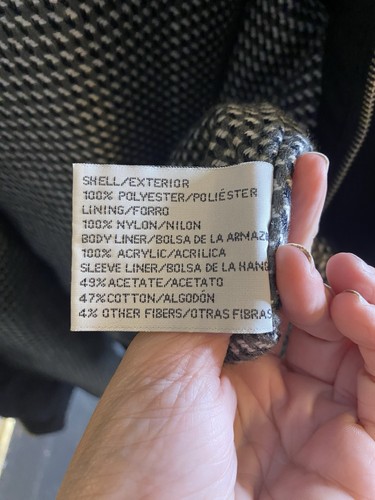 SHELL/EXTERIOR
100% POLYESTER/POLIÉSTER
LINING/FORRO
100% NYLON/NILON
BODY LINER/BOLSA DE LA ARMAZ
100% ACRYLIC/ACRILICA
SLEEVE LINER/BOLSA DE LA MANG
49% ACETATE/ACETATO
47% COTTON/ALGODÓN
4% OTHER FIBERS/OTRAS FIBRAS